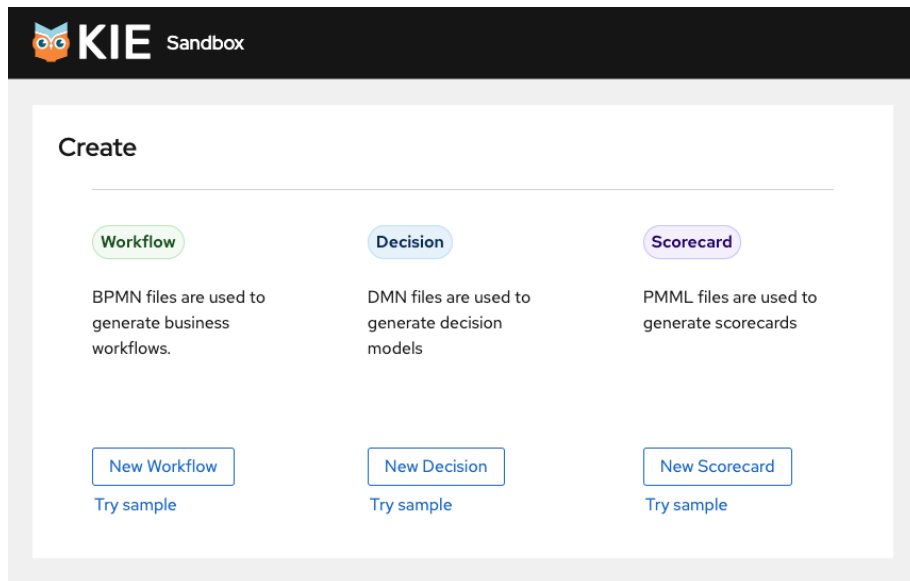 KIE Sandbox
Create
Workflow
BPMN files are used to
generate business
workflows.
New Workflow
Try sample
Decision
DMN files are used to
generate decision
models
New Decision
Try sample
Scorecard
PMML files are used to
generate scorecards
New Scorecard
Try sample